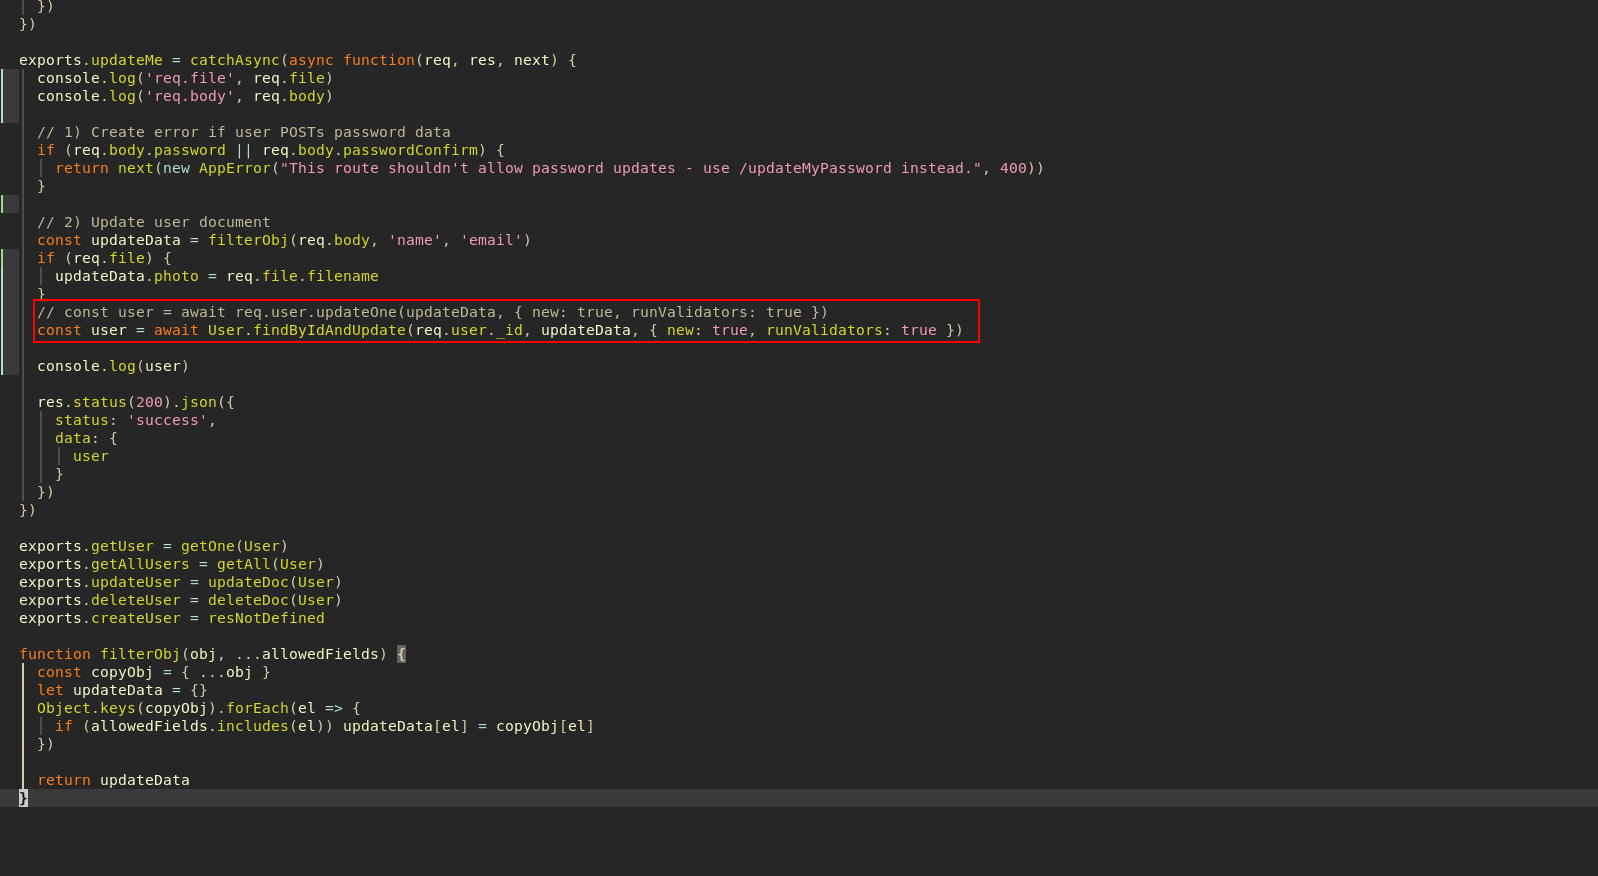 })
})
exports.updateMe = catchAsync(async function(req, res, next) {
console.log('req.file', req.file)
console.log('req.body', req.body)
// 1) Create error if user POSTs password data
if (req.body.password || req.body.passwordConfirm) {
return next(new AppError("This route shouldn't allow password updates - use /updateMyPassword instead.", 400))
}
// 2) Update user document
const updateData = filterObj(req.body, 'name', 'email')
if (req.file) {
updateData.photo = req.file.filename
}
// const user = await req.user.updateOne(updateData, { new: true, runValidators: true })
const user = await User.findByIdAndUpdate(req.user._id, updateData, { new: true, runValidators: true })
console.log(user)
res.status(200).json({
status: 'success',
data: {
user
}
})
})
exports.getUser = getOne(User)
exports.getAllUsers = getAll(User)
exports.updateUser = updateDoc(User)
exports.deleteUser = deleteDoc(User)
exports.createUser = resNotDefined
function filterObj(obj, ...allowedFields) {
const copyObj = { ...obj }
let updateData = {}
Object.keys(copyObj).forEach(el => {
if (allowedFields.includes(el)) updateData[el] = copyObj[el]
})
return updateData
}